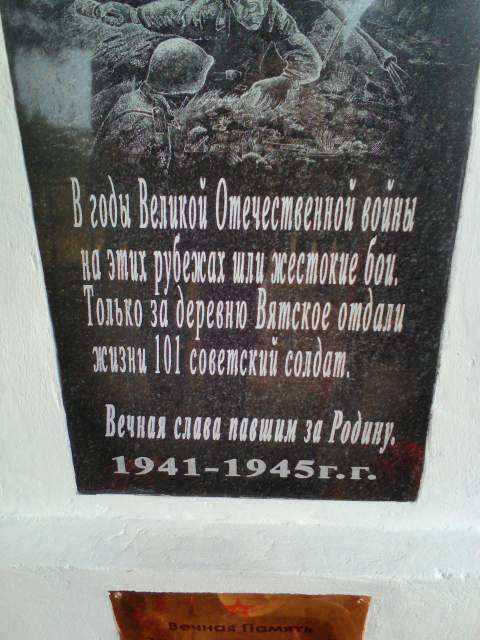 В годы Великой Отечественной войны
на этих рубежах шли жестокие бои.
Только за деревню Вятское отдали
жизни 101 советский солдат.
Вечная слава павшим за Родину.
1941-1945г.г.
Вечная Память